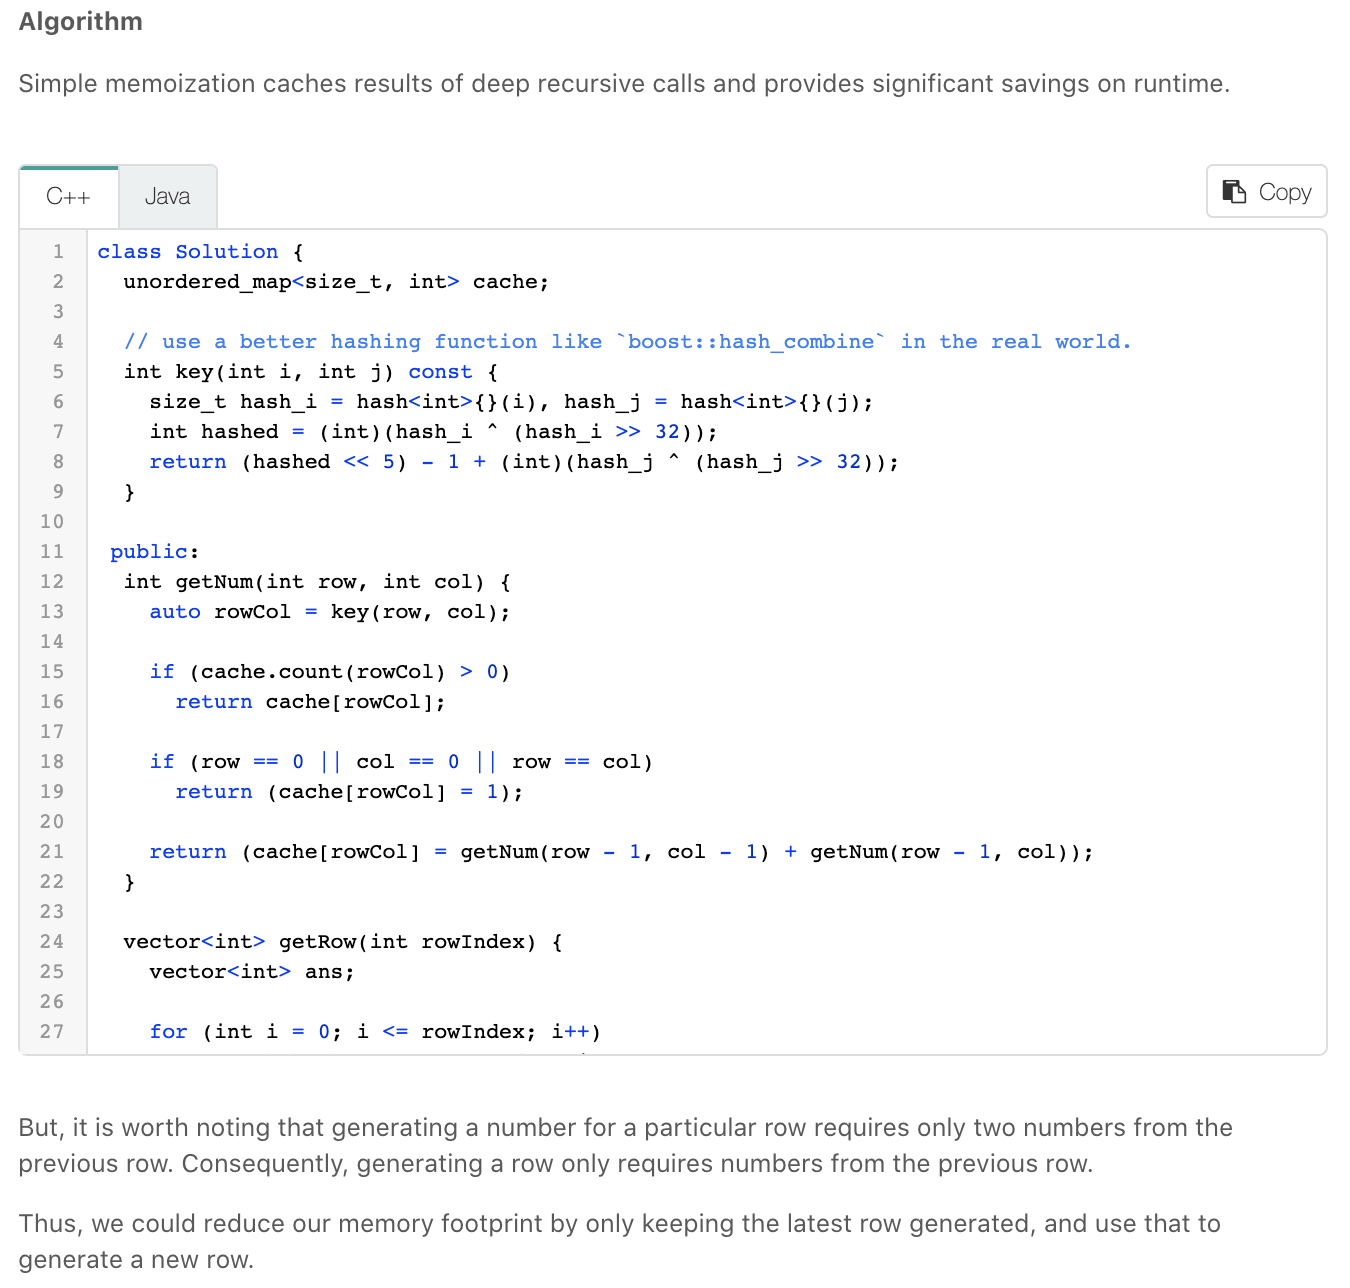 Algorithm
Simple memoization caches results of deep recursive calls and provides significant savings on runtime.
C++ Java Copy
1 class Solution {
2   unordered_map<size_t, int> cache;
3
4   // use a better hashing function like `boost::hash_combine` in the real world.
5   int key(int i, int j) const {
6     size_t hash_i = hash<int>{}(i), hash_j = hash<int>{}(j);
7     int hashed = (int)(hash_i ^ (hash_i >> 32));
8     return (hashed << 5) - 1 + (int)(hash_j ^ (hash_j >> 32));
9   }
10
11  public:
12   int getNum(int row, int col) {
13     auto rowCol = key(row, col);
14
15     if (cache.count(rowCol) > 0)
16       return cache[rowCol];
17
18     if (row == 0 || col == 0 || row == col)
19       return (cache[rowCol] = 1);
20
21     return (cache[rowCol] = getNum(row - 1, col - 1) + getNum(row - 1, col));
22   }
23
24   vector<int> getRow(int rowIndex) {
25     vector<int> ans;
26
27     for (int i = 0; i <= rowIndex; i++)
But, it is worth noting that generating a number for a particular row requires only two numbers from the
previous row. Consequently, generating a row only requires numbers from the previous row.
Thus, we could reduce our memory footprint by only keeping the latest row generated, and use that to
generate a new row.